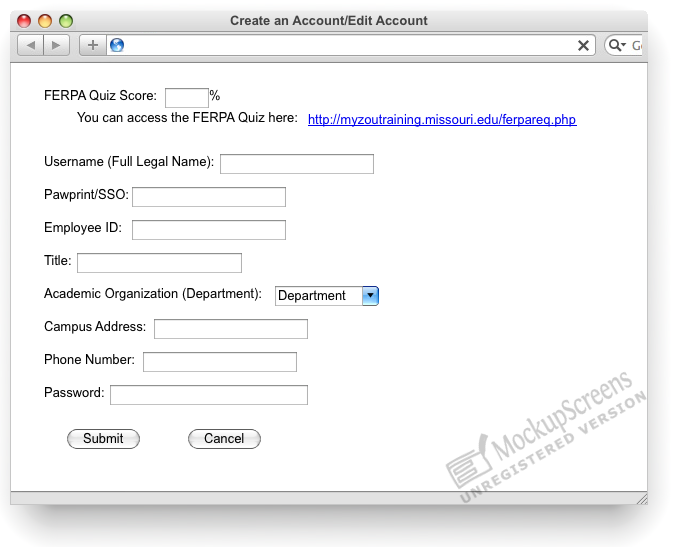 Create an Account/Edit Account
G
FERPA Quiz Score: %
You can access the FERPA Quiz here: http://myzoutraining.missouri.edu/ferpareq.php
Username (Full Legal Name):
Pawprint/SSO:
Employee ID:
Title:
Academic Organization (Department): Department
Campus Address:
Phone Number:
Password:
Submit Cancel
MockupScreens
UNREGISTERED VERSION